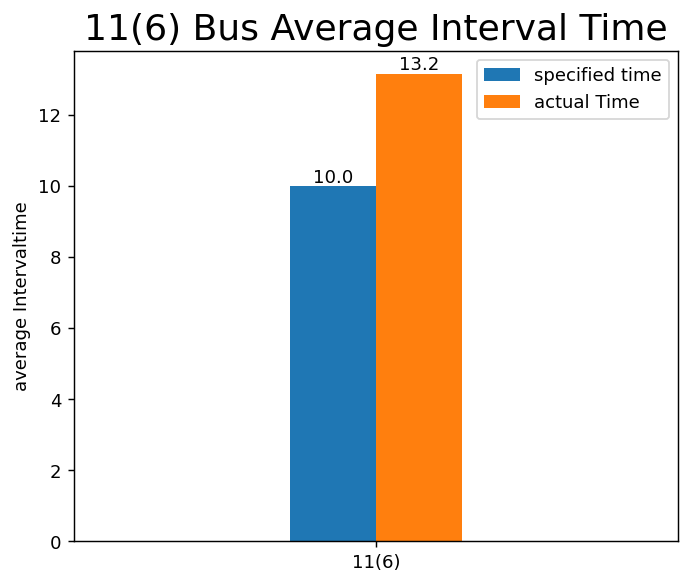 11(6) Bus Average Interval Time
specified time
actual Time
13.2
10.0
average Intervaltime
12
10
8
6
4
2
0
11(6)